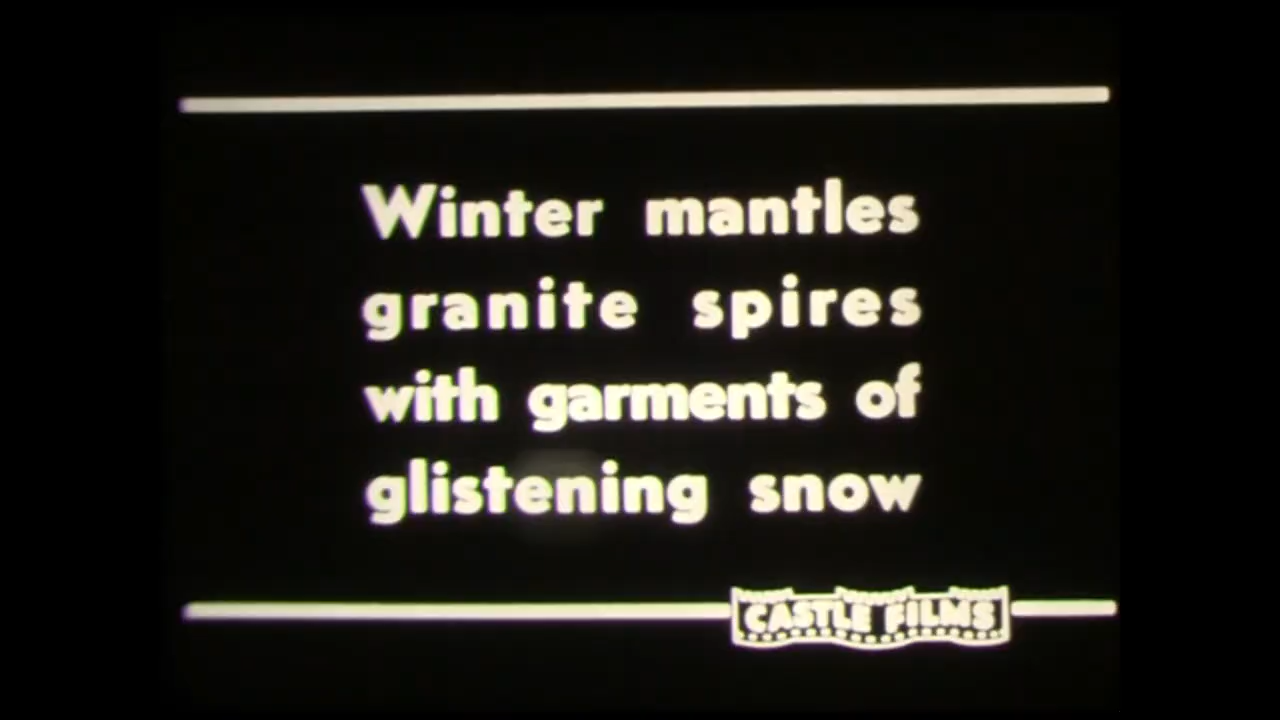 Winter mantles
granite spires
with garments of
glistening snow
CASTLE FILMS